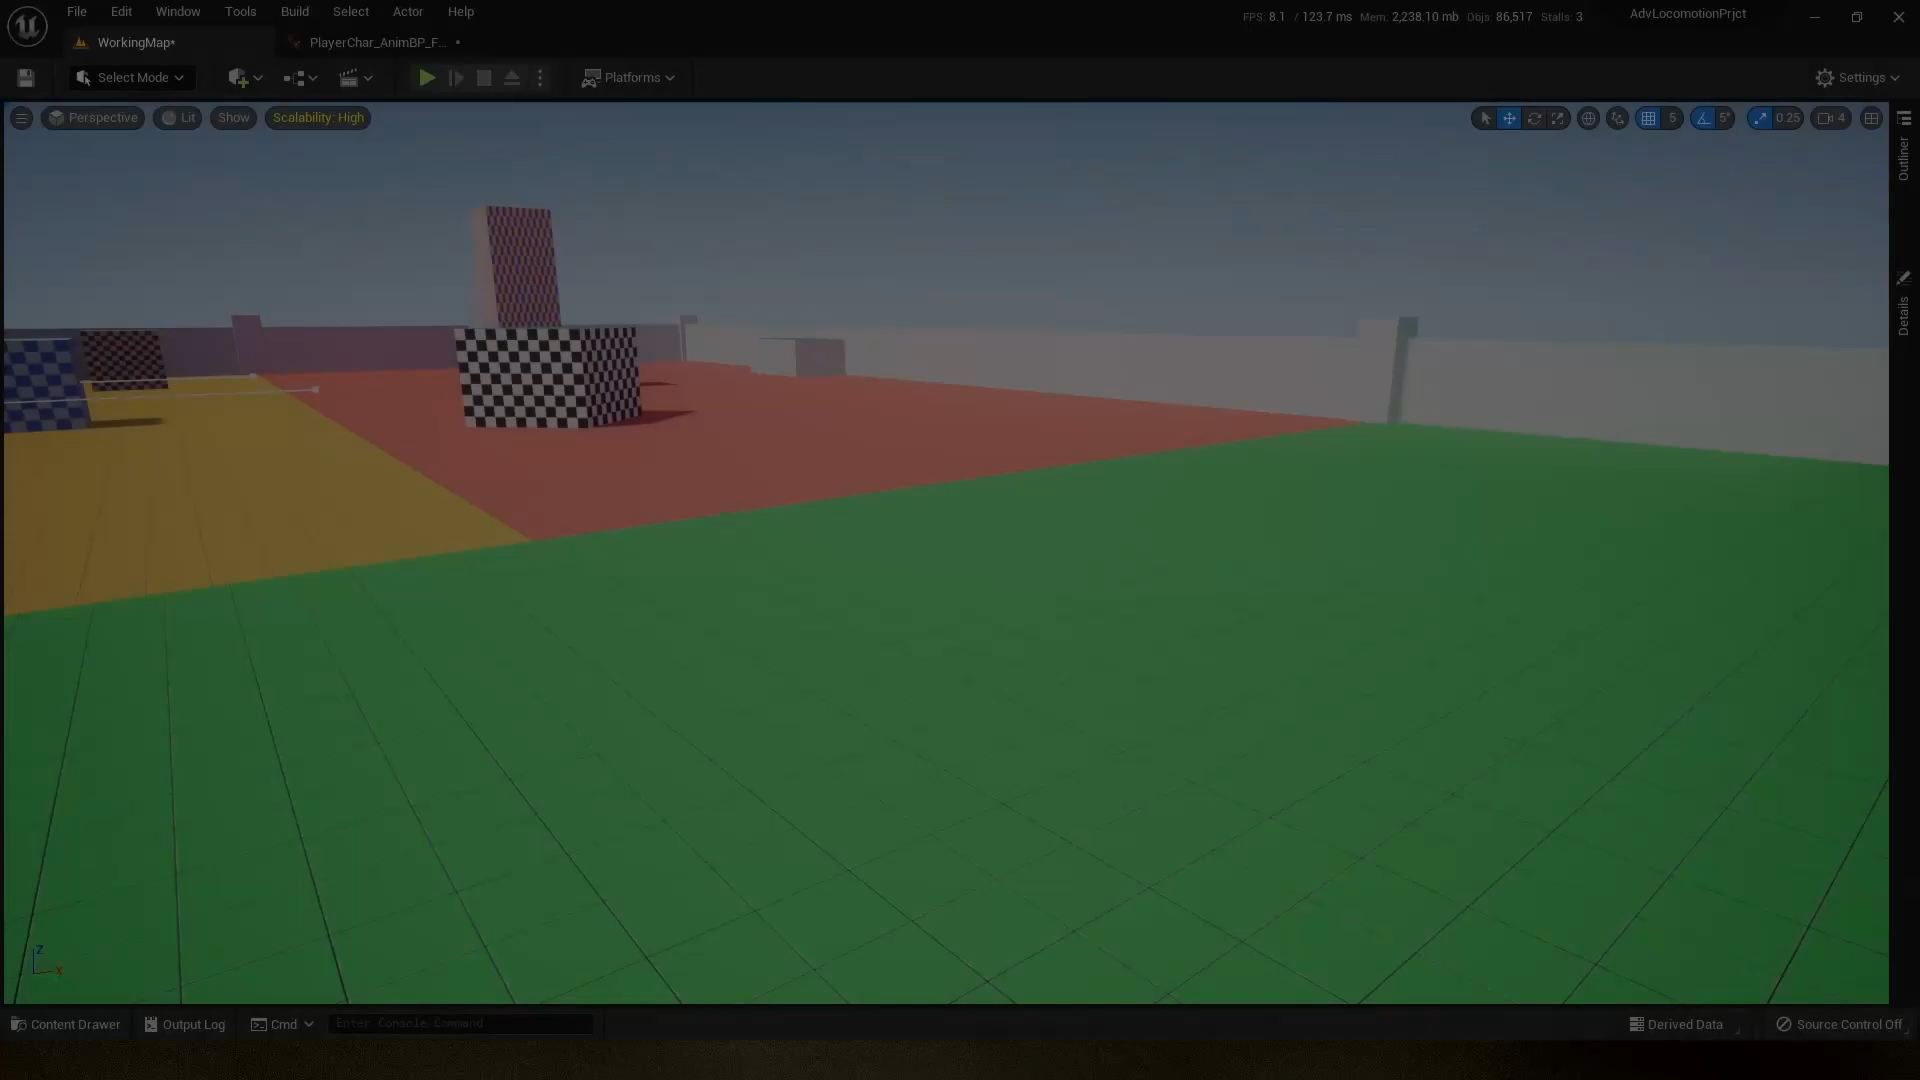 File Edit Window Tools Build Select Actor Help
FPS: 8.1 / 123.7 ms Mem: 2,238.10 mb Objs: 86,517 Stalls: 3
AdvLocomotionPrjct
WorkingMap*
PlayerChar_AnimBP_F... •
Select Mode
Platforms
Settings
Perspective Lit Show Scalability: High
5 5° 0.25 4
Outliner
Details
Z
X
Content Drawer Output Log Cmd Enter Console Command Derived Data Source Control Off